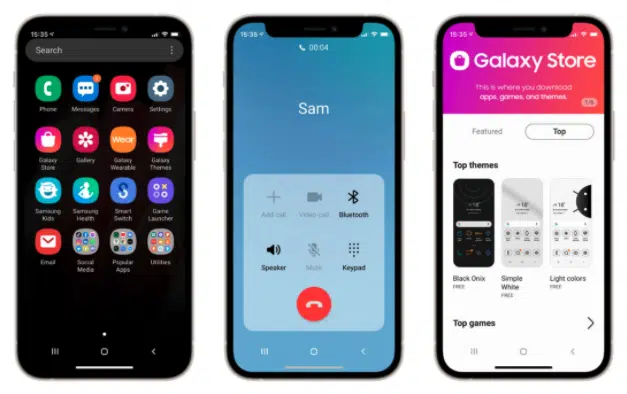 15:35
Search
Phone
Messages
Camera
Settings
Galaxy
Store
Gallery
Wear
Galaxy
Wearable
Galaxy
Themes
Samsung
Kids
Samsung
Health
Smart
Switch
Game
Launcher
Email
Social
Media
Popular
Apps
Utilities
15:35
00:04
Sam
Add call
Video call
Bluetooth
Speaker
Mute
Keypad
15:35
Galaxy Store
This is where you download
apps, games, and themes.
Featured
Top
Top themes
Black Onix
FREE
Simple
White
FREE
Light colors
FREE
Top games